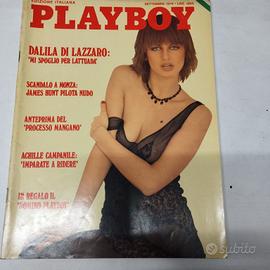 EDIZIONE ITALIANA
PLAYBOY
DALILA DI LAZZARO:
'MI SPOGLIO PER LATTUADA'
SCANDALO A MONZA:
JAMES HUNT PILOTA NUDO
ANTEPRIMA DEL
'PROCESSO MANGANO'
ACHILLE CAMPANILE:
'IMPARATE A RIDERE'
IN REGALO IL
'DOMINO PLAYBOY'
subito